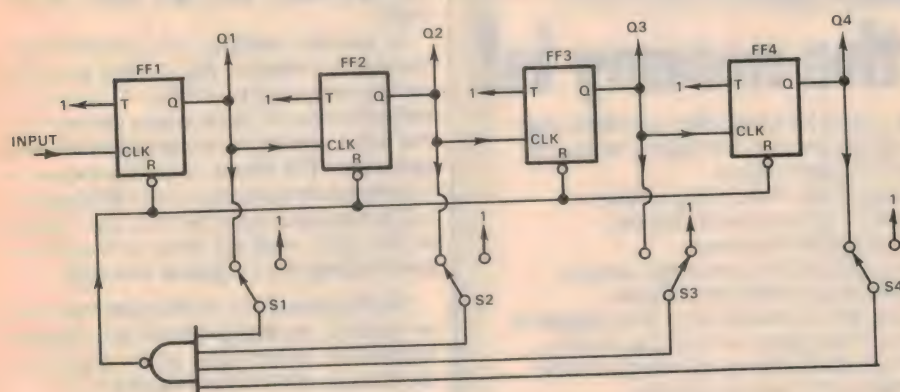 Q1 Q2 Q3 Q4
FF1 FF2 FF3 FF4
1 T Q 1 T Q 1 T Q 1 T Q
INPUT
CLK CLK CLK CLK
R R R R
1 1 1 1
S1 S2 S3 S4